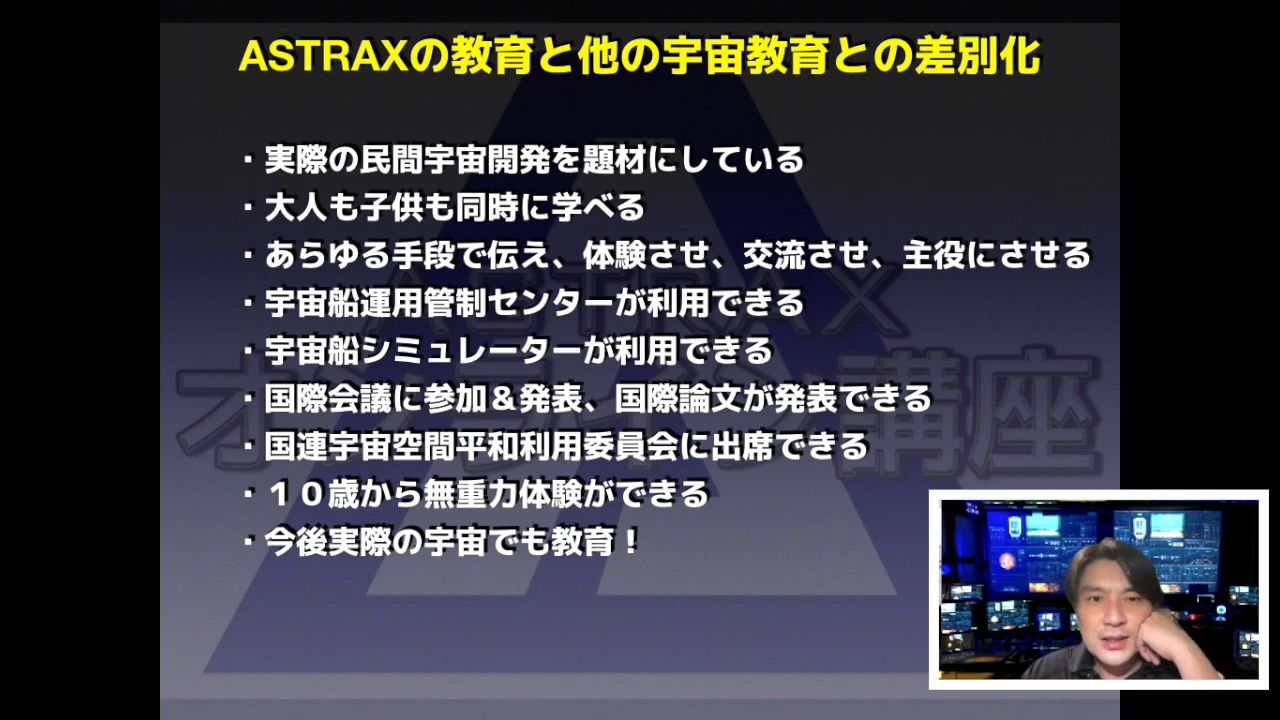 ASTRAXの教育と他の宇宙教育との差別化
・実際の民間宇宙開発を題材にしている
・大人も子供も同時に学べる
・あらゆる手段で伝え、体験させ、交流させ、主役にさせる
・宇宙船運用管制センターが利用できる
・宇宙船シミュレーターが利用できる
・国際会議に参加＆発表、国際論文が発表できる
・国連宇宙空間平和利用委員会に出席できる
・１０歳から無重力体験ができる
・今後実際の宇宙でも教育！
ASTRAX
オンライン講座